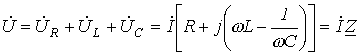 U̇ = U̇_R + U̇_L + U̇_C = İ[R + j(ωL − 1/ωC)] = İZ̲